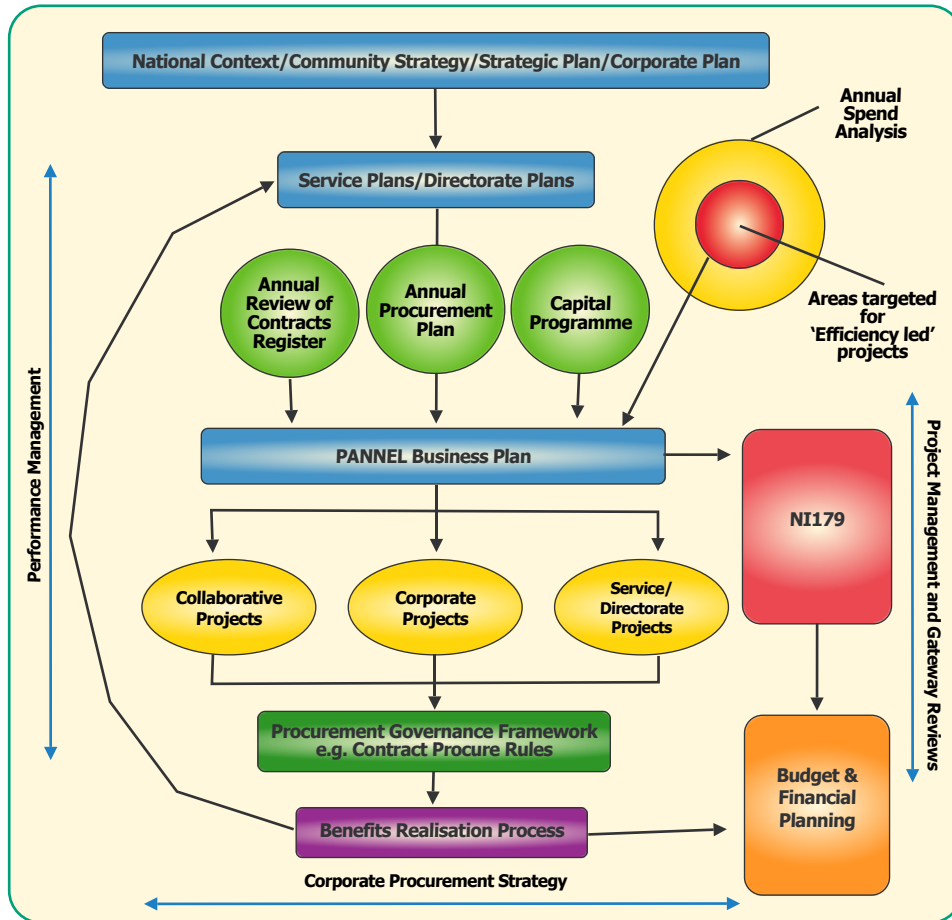 National Context/Community Strategy/Strategic Plan/Corporate Plan
Annual
Spend
Analysis
Service Plans/Directorate Plans
Annual
Review of
Contracts
Register
Annual
Procurement
Plan
Capital
Programme
Areas targeted
for
‘Efficiency led’
projects
Performance Management
PANNEL Business Plan
NI179
Project Management and Gateway Reviews
Collaborative
Projects
Corporate
Projects
Service/
Directorate
Projects
Procurement Governance Framework
e.g. Contract Procure Rules
Budget &
Financial
Planning
Benefits Realisation Process
Corporate Procurement Strategy